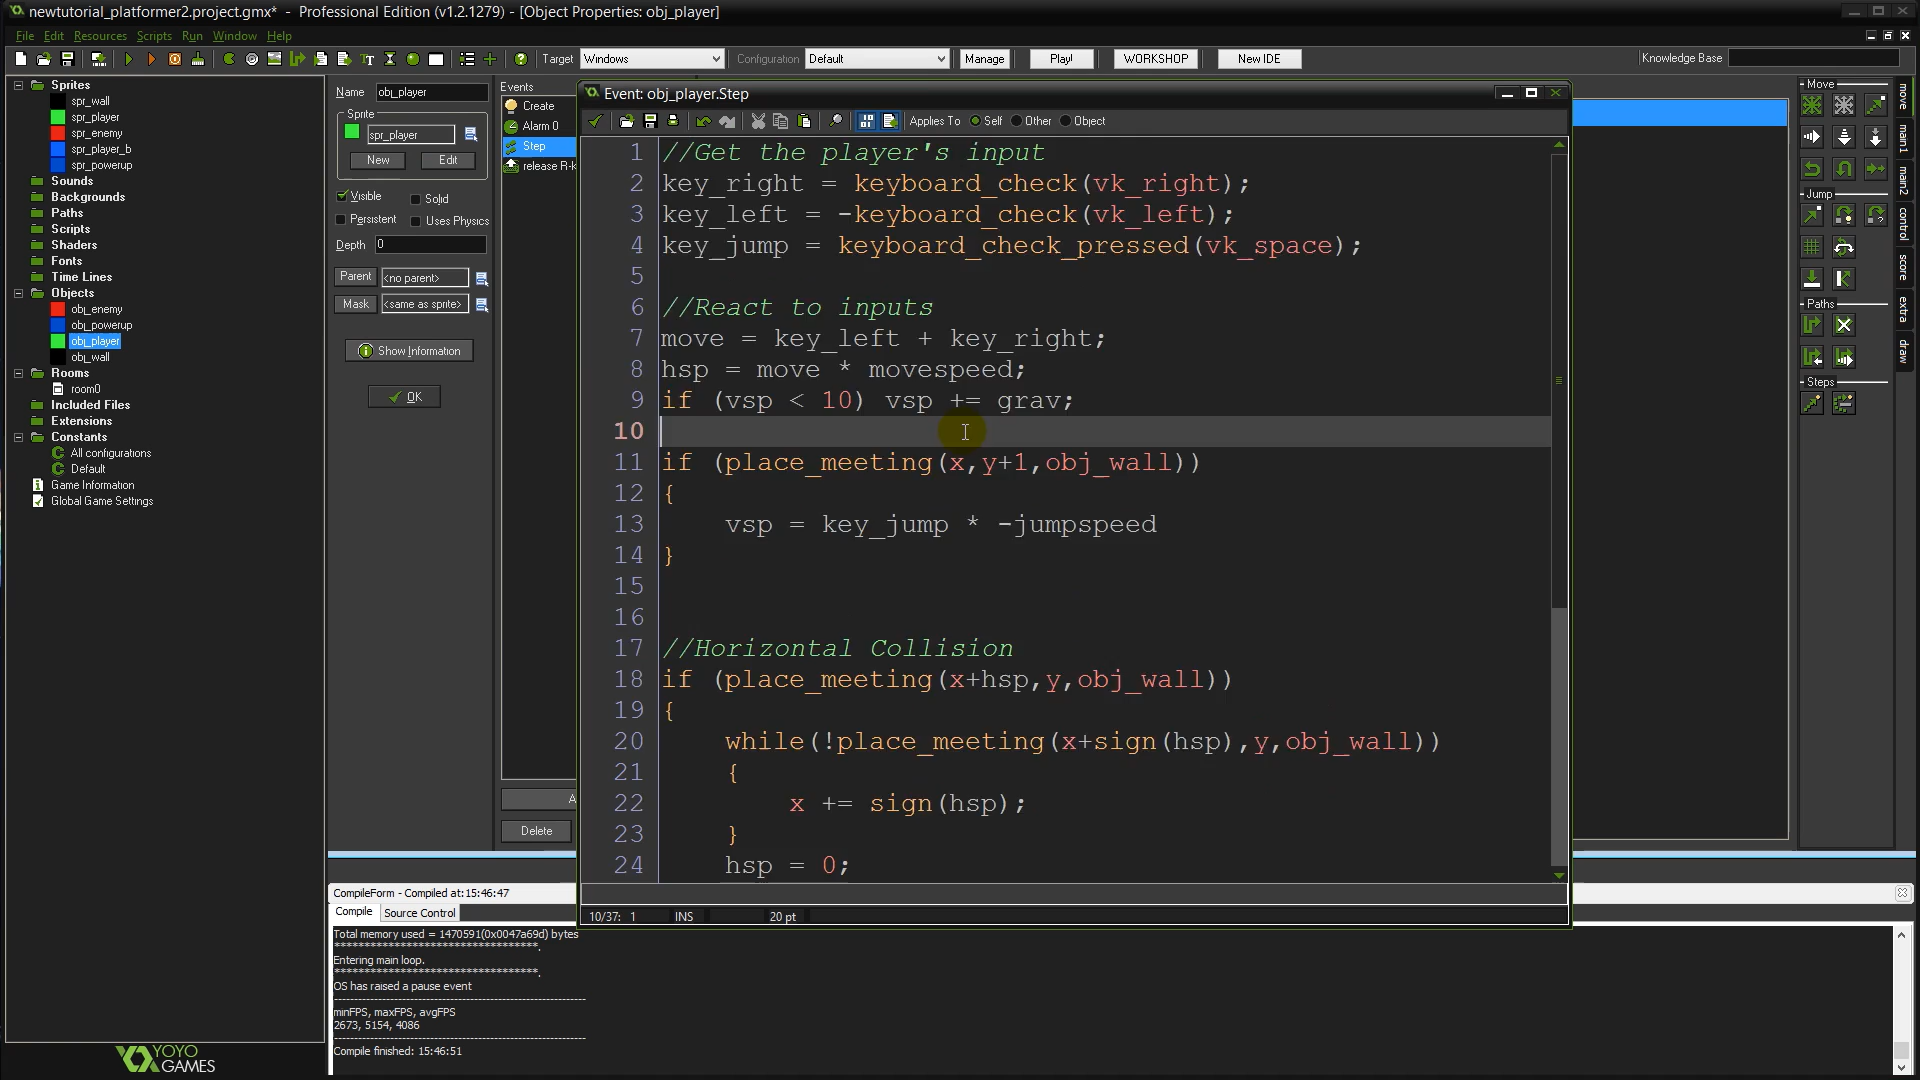 newtutorial_platformer2.project.gmx* - Professional Edition (v1.2.1279) - [Object Properties: obj_player]
File Edit Resources Scripts Run Window Help
Target Windows Configuration Default Manage Play! WORKSHOP New IDE Knowledge Base
Sprites
spr_wall
spr_player
spr_enemy
spr_player_b
spr_powerup
Sounds
Backgrounds
Paths
Scripts
Shaders
Fonts
Time Lines
Objects
obj_enemy
obj_powerup
obj_player
obj_wall
Rooms
room0
Included Files
Extensions
Constants
All configurations
Default
Game Information
Global Game Settings
YOYO
GAMES
Name obj_player
Sprite
spr_player
New Edit
Visible Solid
Persistent Uses Physics
Depth 0
Parent <no parent>
Mask <same as sprite>
Show Information
OK
Events
Create
Alarm 0
Step
release R-k
A
Delete
Event: obj_player.Step
Applies To Self Other Object
1 //Get the player's input
2 key_right = keyboard_check(vk_right);
3 key_left = -keyboard_check(vk_left);
4 key_jump = keyboard_check_pressed(vk_space);
5
6 //React to inputs
7 move = key_left + key_right;
8 hsp = move * movespeed;
9 if (vsp < 10) vsp += grav;
10
11 if (place_meeting(x,y+1,obj_wall))
12 {
13 vsp = key_jump * -jumpspeed
14 }
15
16
17 //Horizontal Collision
18 if (place_meeting(x+hsp,y,obj_wall))
19 {
20 while(!place_meeting(x+sign(hsp),y,obj_wall))
21 {
22 x += sign(hsp);
23 }
24 hsp = 0;
10/37: 1 INS 20 pt
Move
Jump
Paths
Steps
move
main1
main2
control
score
extra
draw
CompileForm - Compiled at:15:46:47
Compile Source Control
Total memory used = 1470591(0x0047a69d) bytes
**********************************.
Entering main loop.
**********************************.
OS has raised a pause event
minFPS, maxFPS, avgFPS
2673, 5154, 4086
Compile finished: 15:46:51